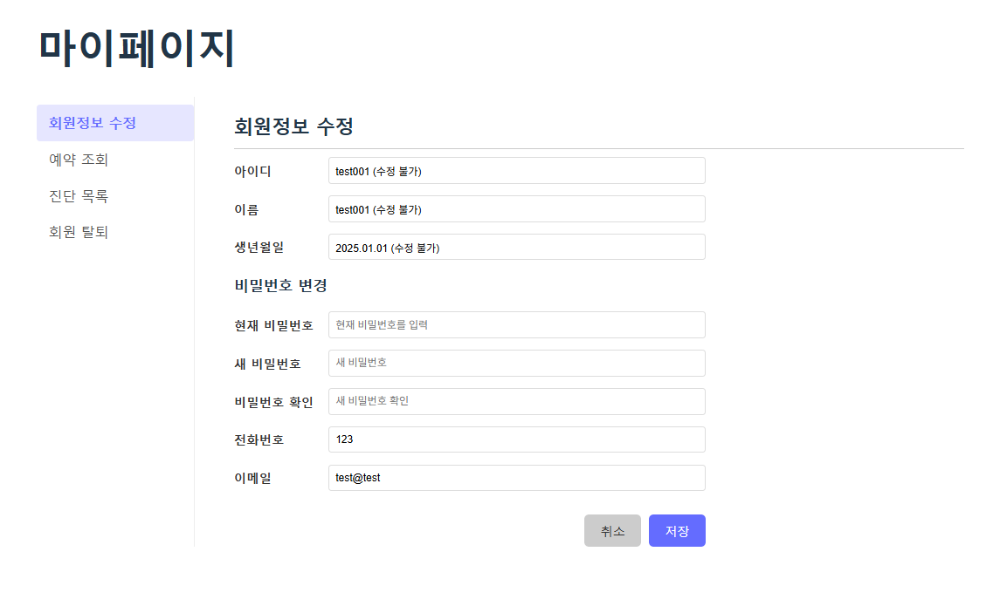 마이페이지
회원정보 수정
예약 조회
진단 목록
회원 탈퇴
회원정보 수정
아이디 test001 (수정 불가)
이름 test001 (수정 불가)
생년월일 2025.01.01 (수정 불가)
비밀번호 변경
현재 비밀번호 현재 비밀번호를 입력
새 비밀번호 새 비밀번호
비밀번호 확인 새 비밀번호 확인
전화번호 123
이메일 test@test
취소 저장